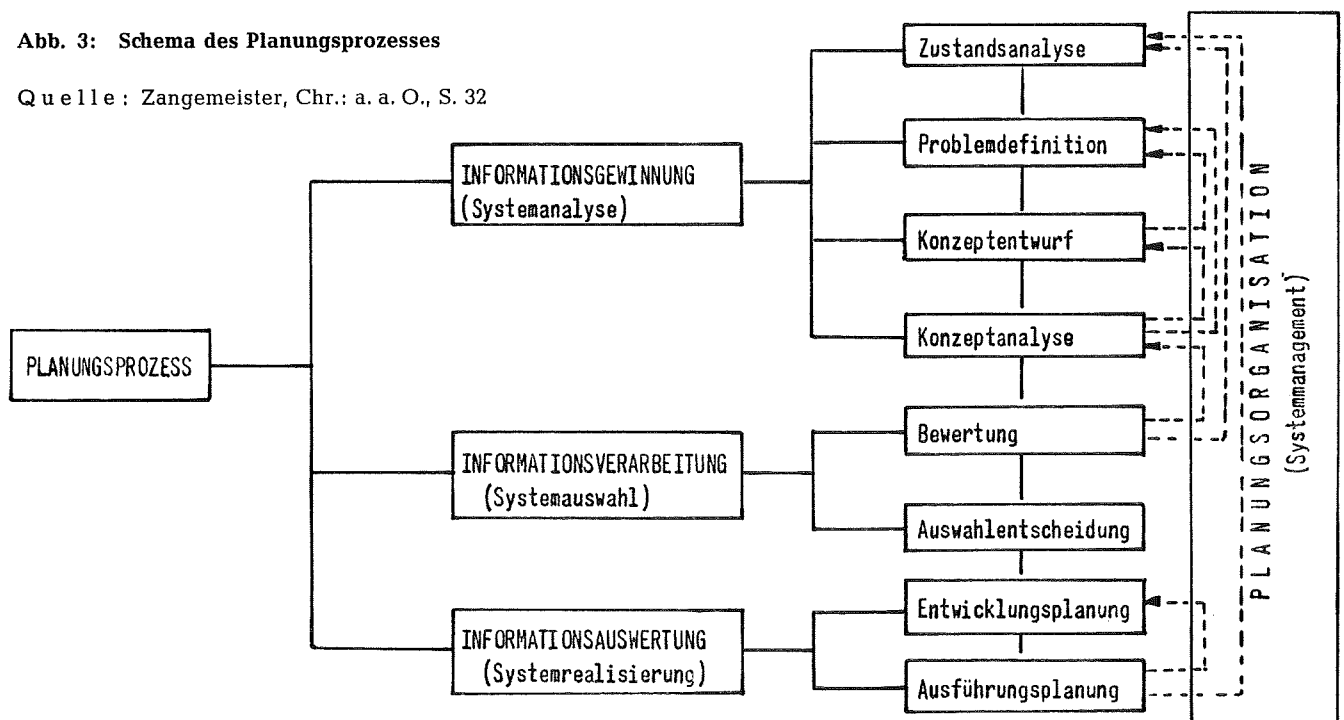 Abb. 3: Schema des Planungsprozesses
Quelle: Zangemeister, Chr.: a. a. O., S. 32
PLANUNGSPROZESS
INFORMATIONSGEWINNUNG
(Systemanalyse)
INFORMATIONSVERARBEITUNG
(Systemauswahl)
INFORMATIONSAUSWERTUNG
(Systemrealisierung)
Zustandsanalyse
Problemdefinition
Konzeptentwurf
Konzeptanalyse
Bewertung
Auswahlentscheidung
Entwicklungsplanung
Ausführungsplanung
PLANUNGSORGANISATION
(Systemmanagement)